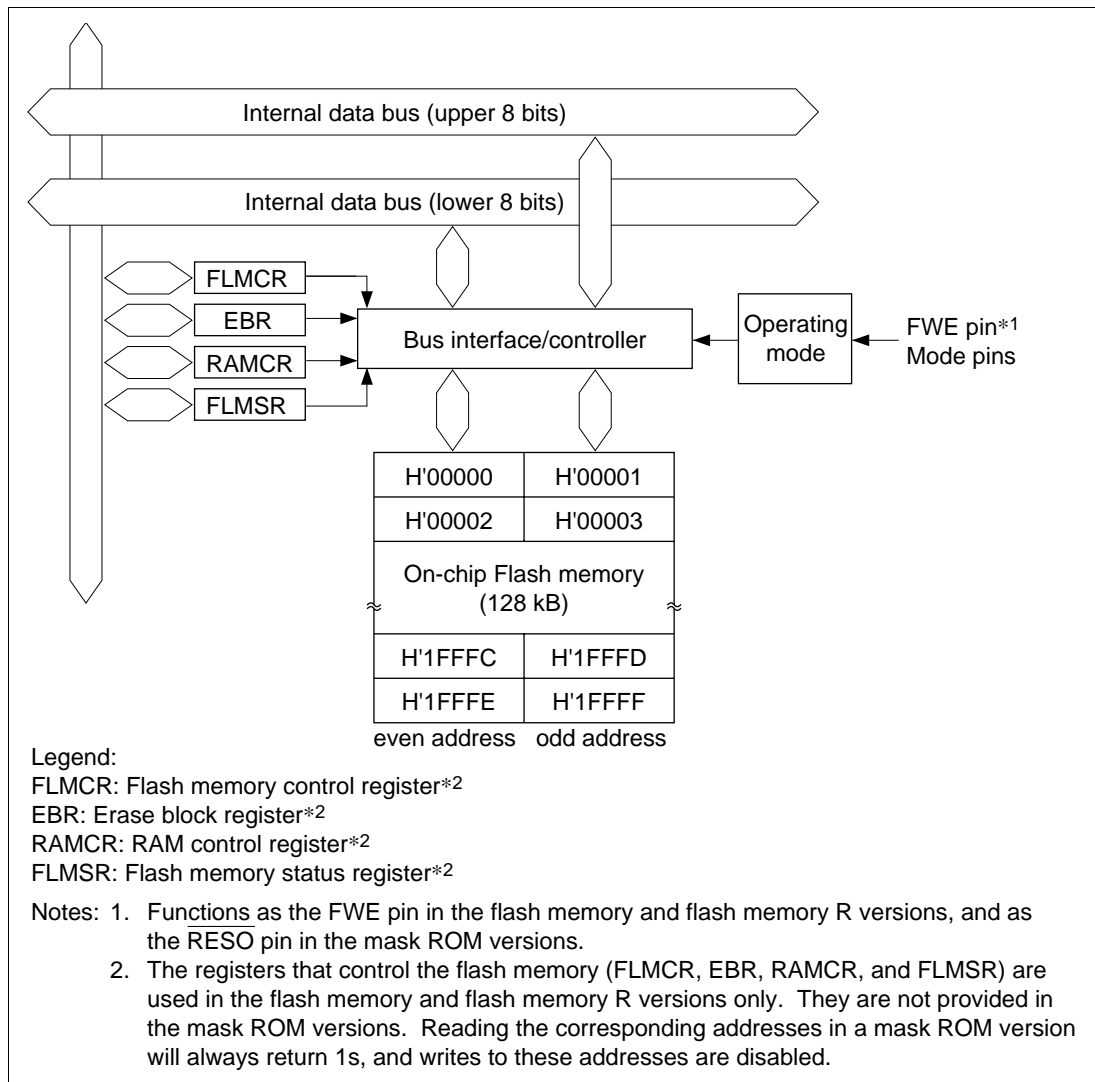 Internal data bus (upper 8 bits)
Internal data bus (lower 8 bits)
FLMCR
EBR
RAMCR
FLMSR
Bus interface/controller
Operating
mode
FWE pin*1
Mode pins
H'00000 H'00001
H'00002 H'00003
On-chip Flash memory
(128 kB)
H'1FFFC H'1FFFD
H'1FFFE H'1FFFF
even address odd address
Legend:
FLMCR: Flash memory control register*2
EBR: Erase block register*2
RAMCR: RAM control register*2
FLMSR: Flash memory status register*2
Notes: 1. Functions as the FWE pin in the flash memory and flash memory R versions, and as
the RESO pin in the mask ROM versions.
2. The registers that control the flash memory (FLMCR, EBR, RAMCR, and FLMSR) are
used in the flash memory and flash memory R versions only. They are not provided in
the mask ROM versions. Reading the corresponding addresses in a mask ROM version
will always return 1s, and writes to these addresses are disabled.